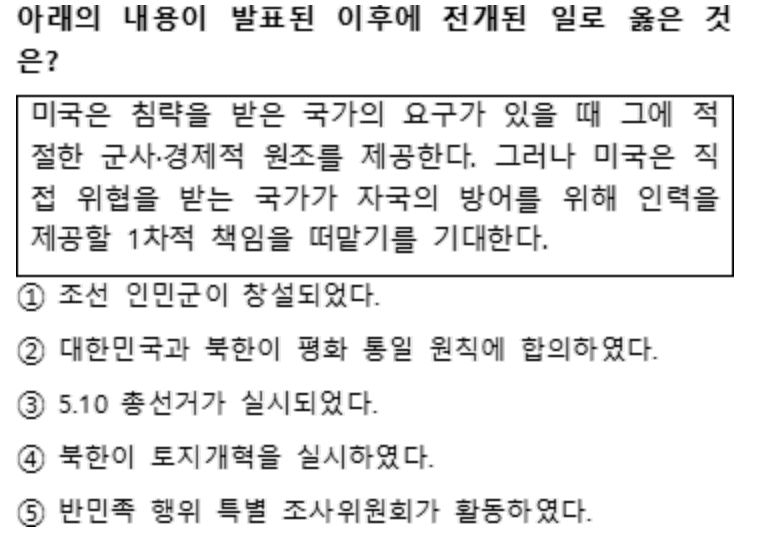 아래의 내용이 발표된 이후에 전개된 일로 옳은 것
은?
미국은 침략을 받은 국가의 요구가 있을 때 그에 적
절한 군사·경제적 원조를 제공한다. 그러나 미국은 직
접 위협을 받는 국가가 자국의 방어를 위해 인력을
제공할 1차적 책임을 떠맡기를 기대한다.
① 조선 인민군이 창설되었다.
② 대한민국과 북한이 평화 통일 원칙에 합의하였다.
③ 5.10 총선거가 실시되었다.
④ 북한이 토지개혁을 실시하였다.
⑤ 반민족 행위 특별 조사위원회가 활동하였다.